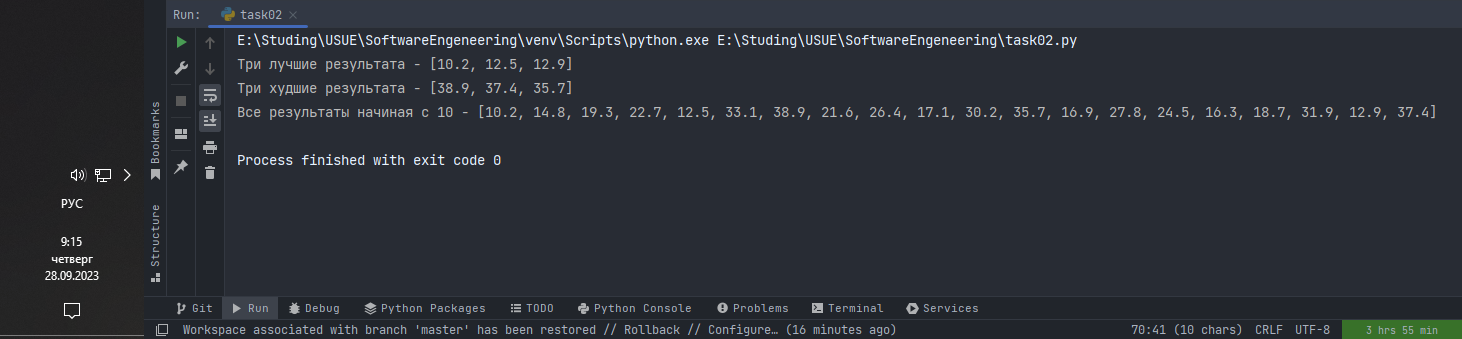 Run:
task02
E:\Studing\USUE\SoftwareEngeneering\venv\Scripts\python.exe E:\Studing\USUE\SoftwareEngeneering\task02.py
Три лучшие результата - [10.2, 12.5, 12.9]
Три худшие результата - [38.9, 37.4, 35.7]
Все результаты начиная с 10 - [10.2, 14.8, 19.3, 22.7, 12.5, 33.1, 38.9, 21.6, 26.4, 17.1, 30.2, 35.7, 16.9, 27.8, 24.5, 16.3, 18.7, 31.9, 12.9, 37.4]
Process finished with exit code 0
Bookmarks
Structure
РУС
9:15
четверг
28.09.2023
Git Run Debug Python Packages TODO Python Console Problems Terminal Services
Workspace associated with branch 'master' has been restored // Rollback // Configure… (16 minutes ago) 70:41 (10 chars) CRLF UTF-8 3 hrs 55 min